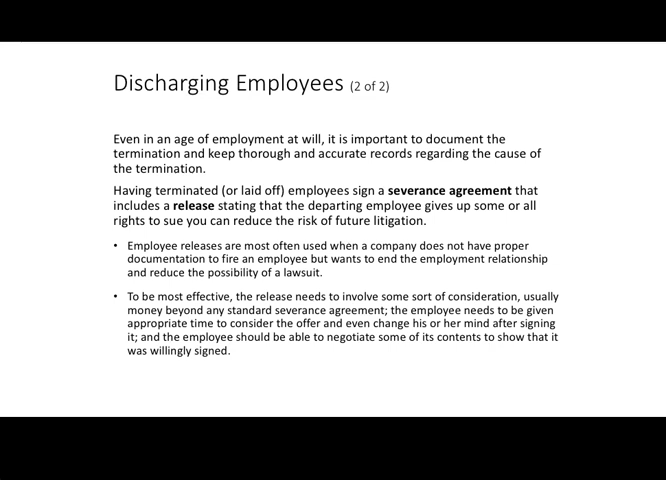 Discharging Employees (2 of 2)
Even in an age of employment at will, it is important to document the
termination and keep thorough and accurate records regarding the cause of
the termination.
Having terminated (or laid off) employees sign a severance agreement that
includes a release stating that the departing employee gives up some or all
rights to sue you can reduce the risk of future litigation.
• Employee releases are most often used when a company does not have proper
documentation to fire an employee but wants to end the employment relationship
and reduce the possibility of a lawsuit.
• To be most effective, the release needs to involve some sort of consideration, usually
money beyond any standard severance agreement; the employee needs to be given
appropriate time to consider the offer and even change his or her mind after signing
it; and the employee should be able to negotiate some of its contents to show that it
was willingly signed.